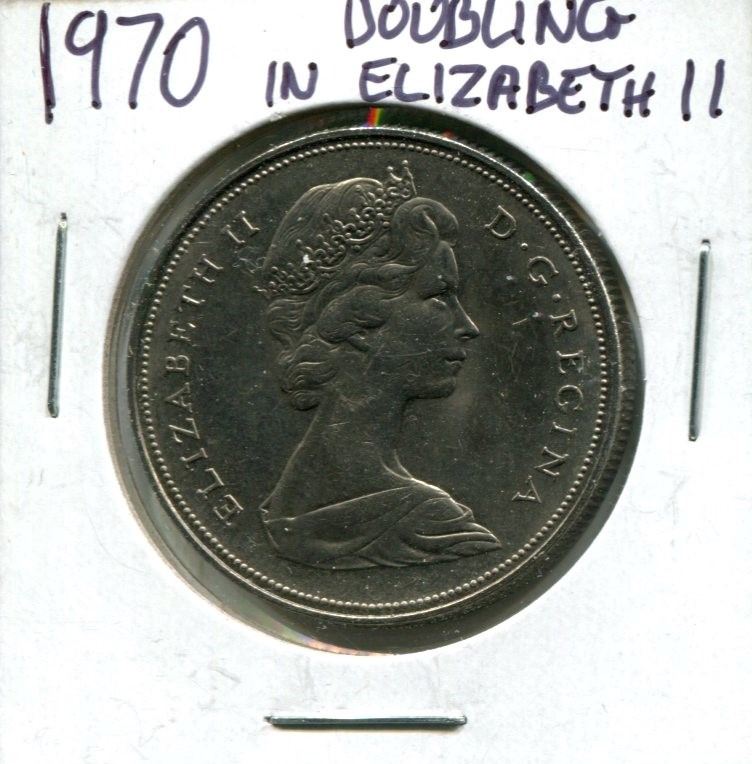 1970 DOUBLING
IN ELIZABETH II
ELIZABETH II D·G·REGINA